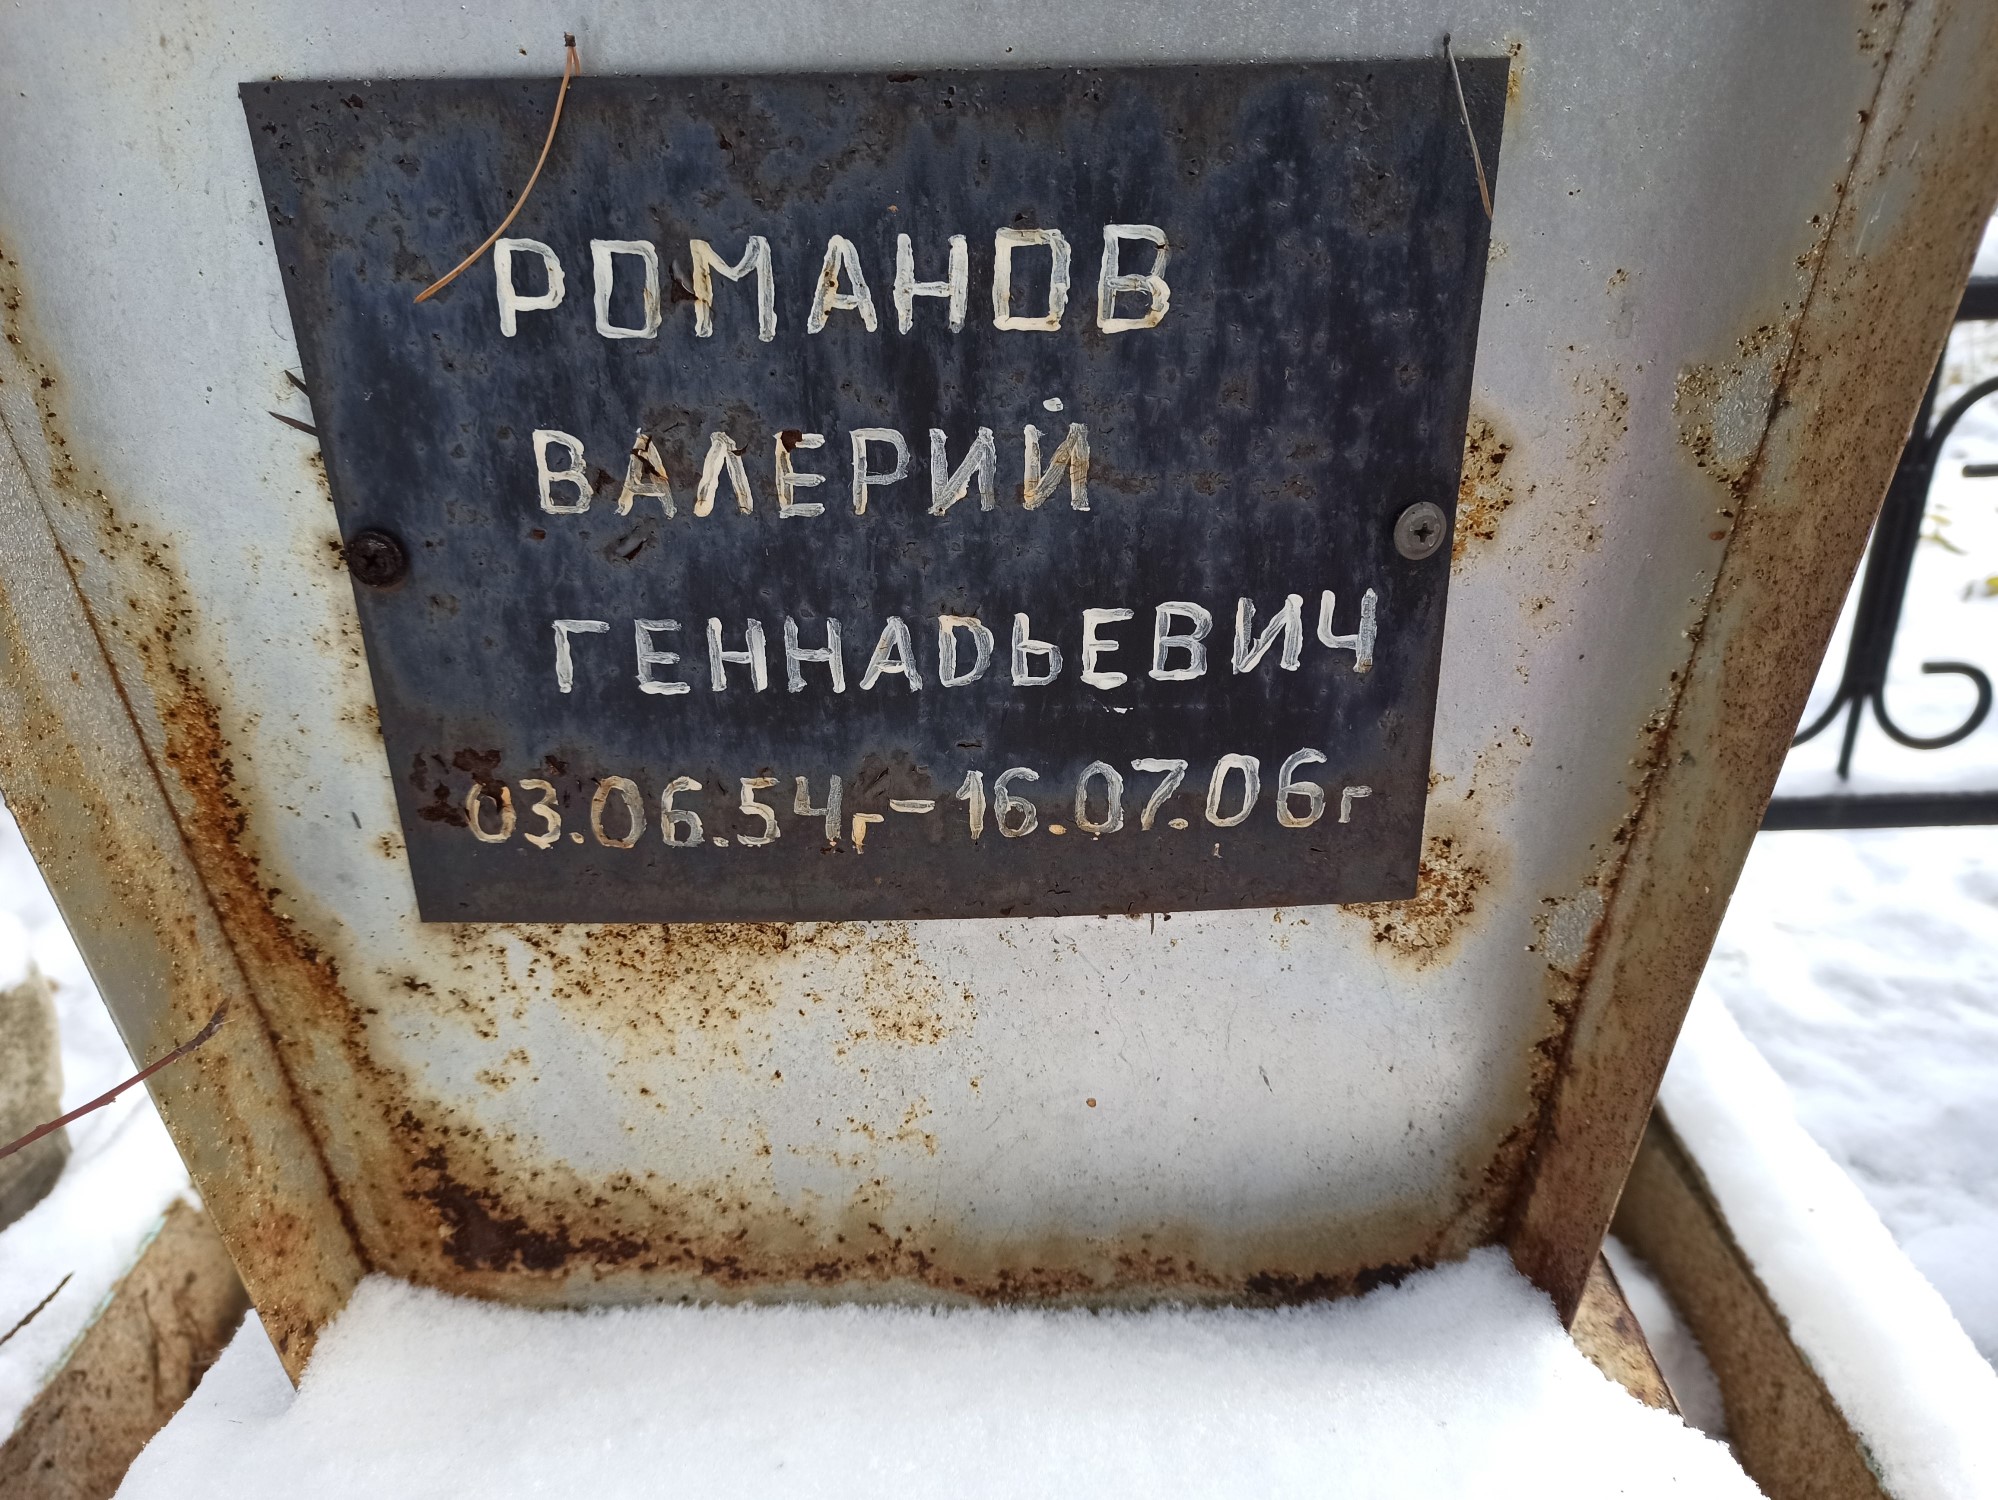 РОМАНОВ
ВАЛЕРИЙ
ГЕННАДЬЕВИЧ
03.06.54г-16.07.06г